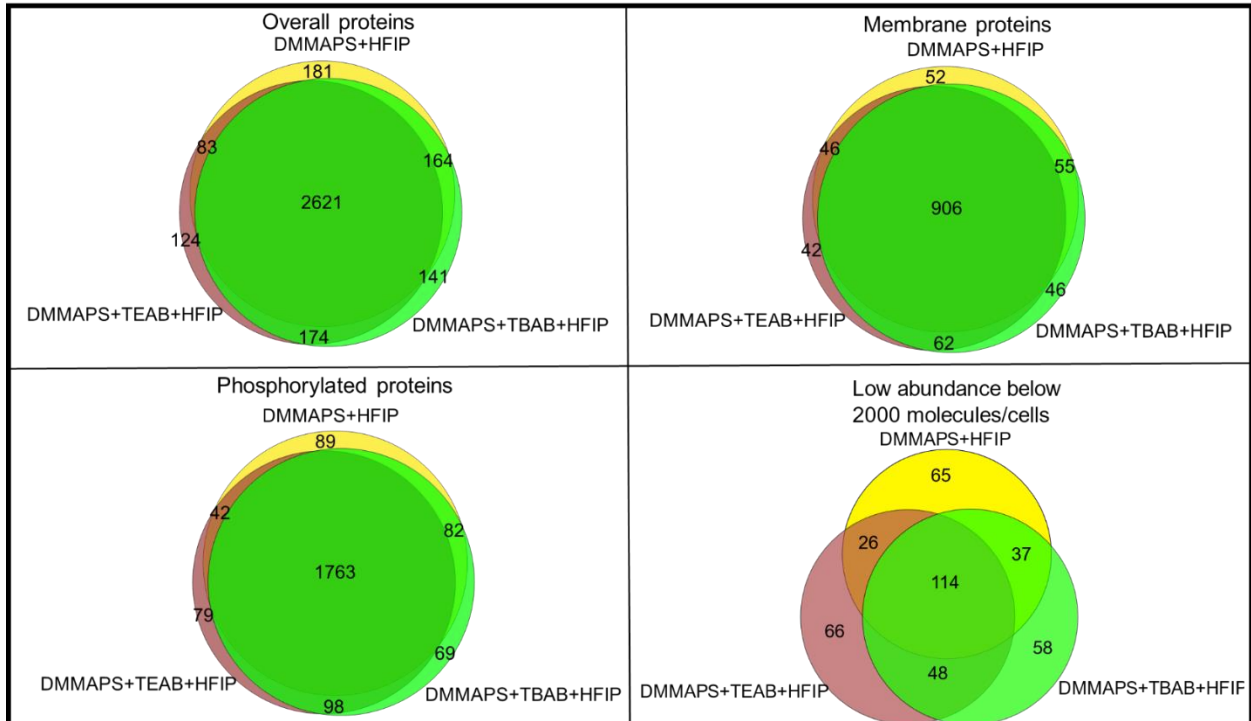 Overall proteins
DMMAPS+HFIP
181
83
164
2621
124
141
DMMAPS+TEAB+HFIP
DMMAPS+TBAB+HFIP
174
Membrane proteins
DMMAPS+HFIP
52
46
55
906
42
46
DMMAPS+TEAB+HFIP
DMMAPS+TBAB+HFIP
62
Phosphorylated proteins
DMMAPS+HFIP
89
42
82
1763
79
69
DMMAPS+TEAB+HFIP
DMMAPS+TBAB+HFIP
98
Low abundance below
2000 molecules/cells
DMMAPS+HFIP
65
26
37
114
66
58
48
DMMAPS+TEAB+HFIP
DMMAPS+TBAB+HFIF